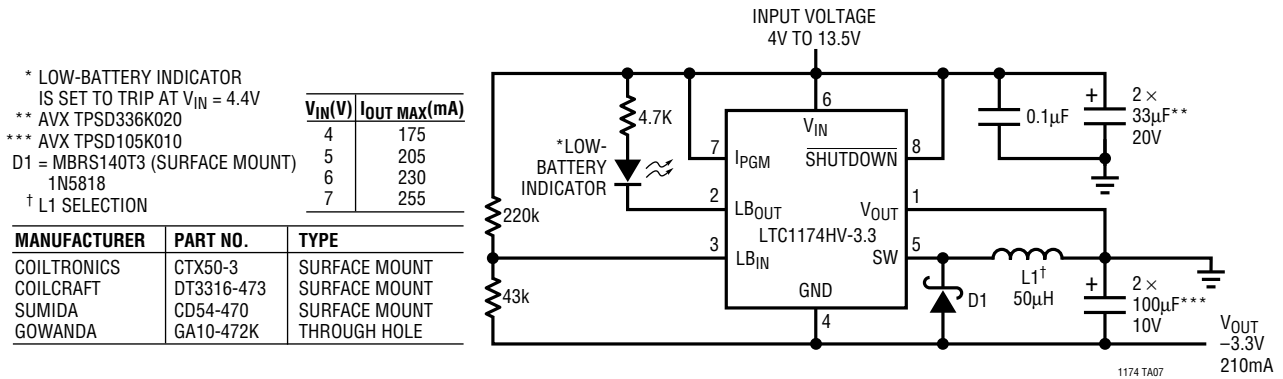 * LOW-BATTERY INDICATOR
IS SET TO TRIP AT VIN = 4.4V
** AVX TPSD336K020
*** AVX TPSD105K010
D1 = MBRS140T3 (SURFACE MOUNT)
1N5818
† L1 SELECTION
VIN(V) IOUT MAX(mA)
4 175
5 205
6 230
7 255
MANUFACTURER PART NO. TYPE
COILTRONICS CTX50-3 SURFACE MOUNT
COILCRAFT DT3316-473 SURFACE MOUNT
SUMIDA CD54-470 SURFACE MOUNT
GOWANDA GA10-472K THROUGH HOLE
INPUT VOLTAGE
4V TO 13.5V
4.7K
*LOW-
BATTERY
INDICATOR
220k
43k
6
VIN
7 IPGM
SHUTDOWN 8
2 LBOUT
VOUT 1
LTC1174HV-3.3
3 LBIN
SW 5
GND
4
0.1µF
+
2 ×
33µF**
20V
D1
L1†
50µH
+
2 ×
100µF***
10V
VOUT
–3.3V
210mA
1174 TA07